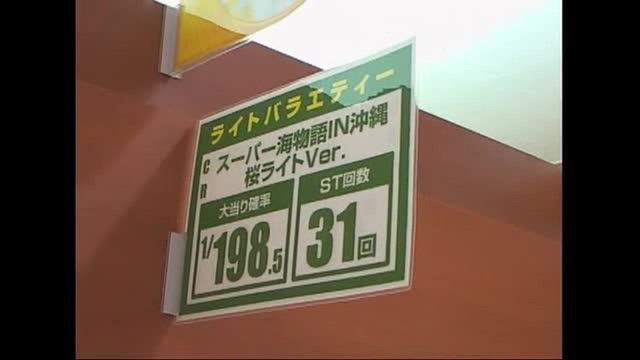 ライトバラエティー
CR スーパー海物語IN沖縄
桜ライトVer.
大当り確率
1/198.5
ST回数
31回